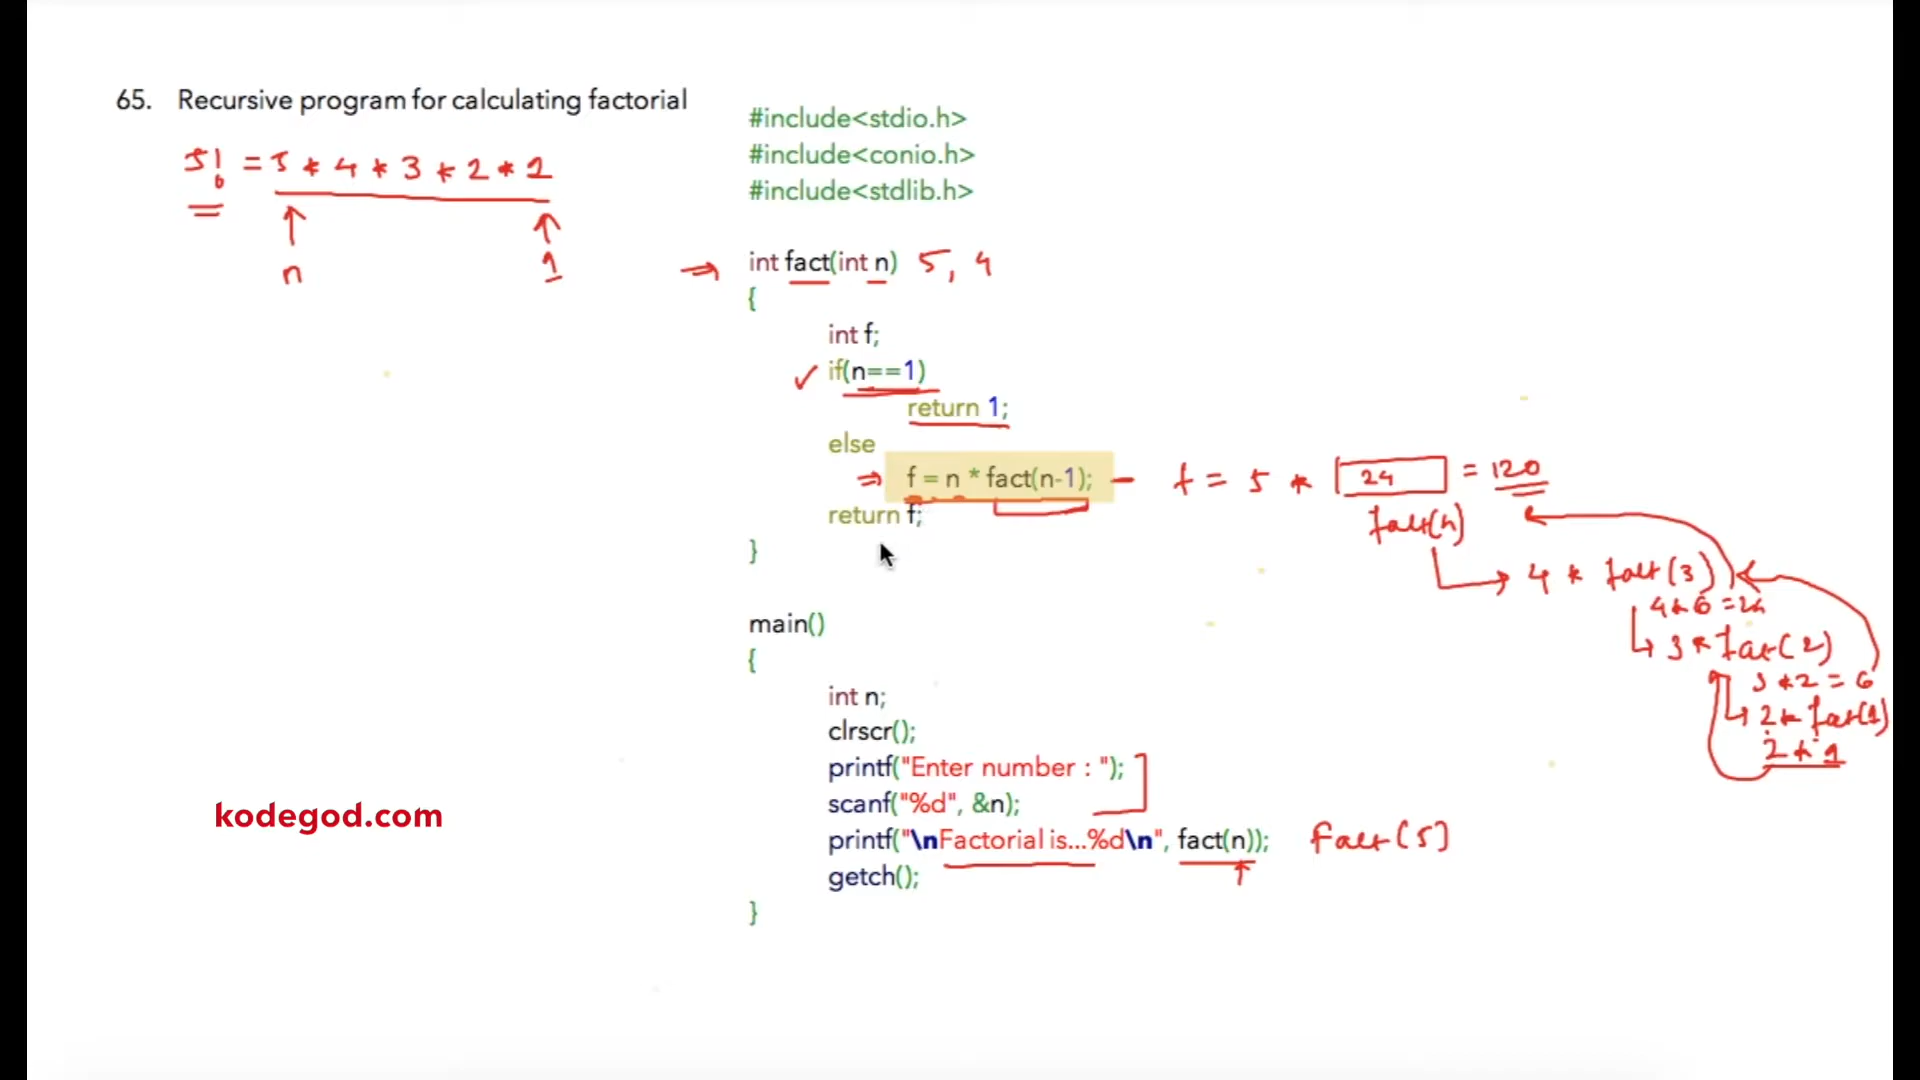 65. Recursive program for calculating factorial
5! = 5 * 4 * 3 * 2 * 1
n 1
#include<stdio.h>
#include<conio.h>
#include<stdlib.h>
int fact(int n) 5, 4
{
int f;
if(n==1)
return 1;
else
f = n * fact(n-1); - f = 5 * 24 = 120
fact(n)
return f;
}
4 * fact(3)
4 * 6 = 24
3 * fact(2)
3 * 2 = 6
2 * fact(1)
2 * 1
main()
{
int n;
clrscr();
printf("Enter number : ");
scanf("%d", &n);
printf("\nFactorial is...%d\n", fact(n)); fact(5)
getch();
}
kodegod.com